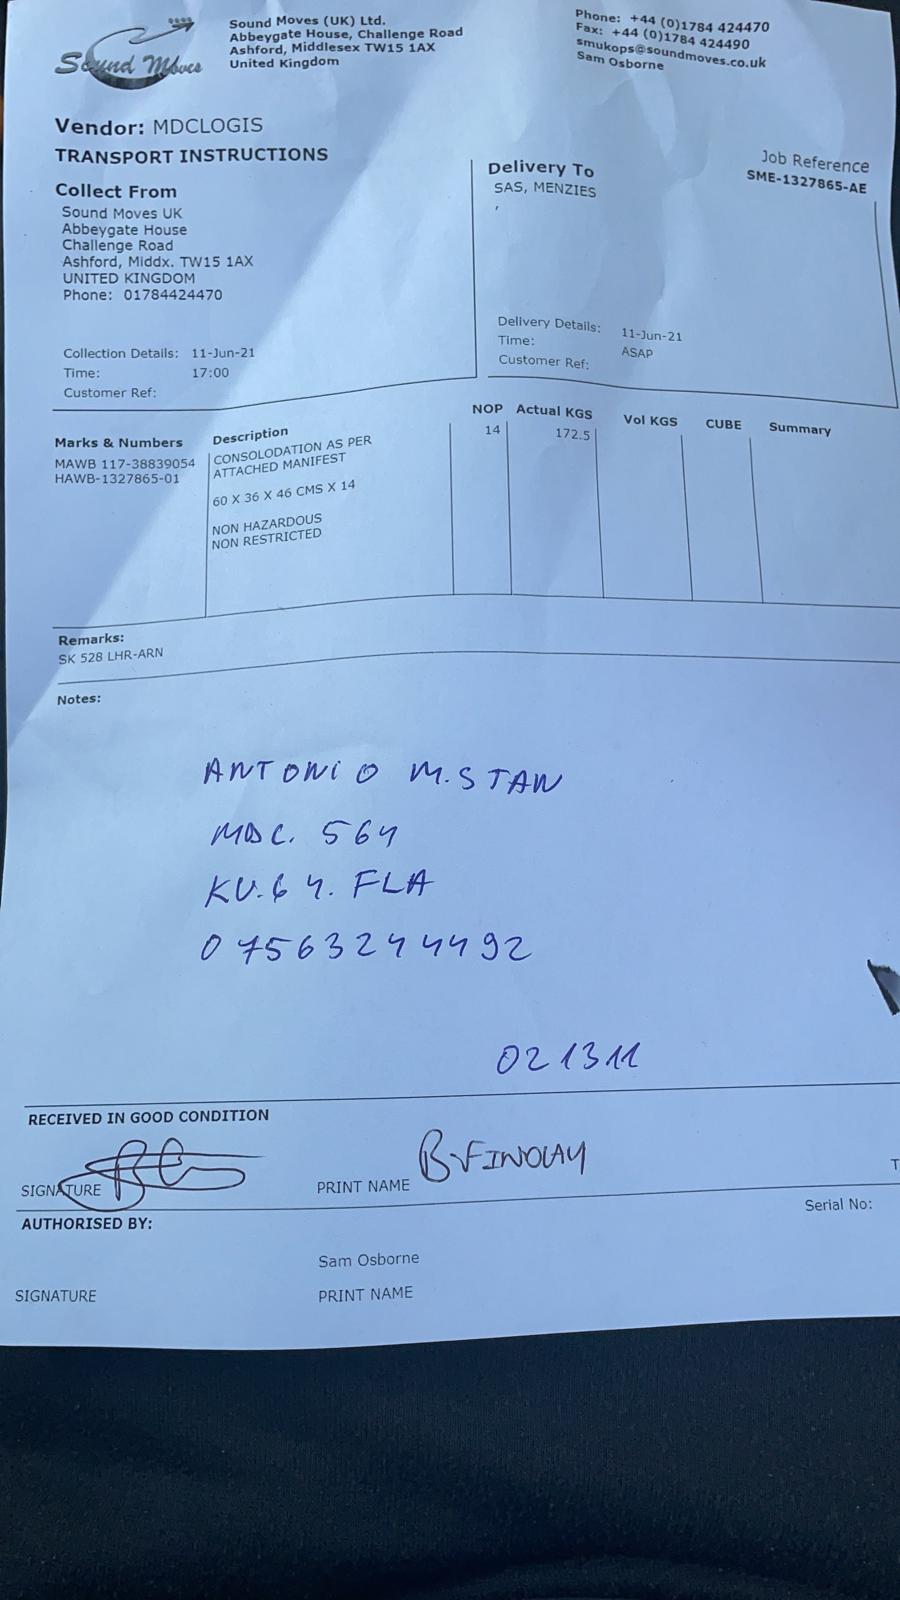 Sound Moves
Sound Moves (UK) Ltd.
Abbeygate House, Challenge Road
Ashford, Middlesex TW15 1AX
United Kingdom
Phone: +44 (0)1784 424470
Fax: +44 (0)1784 424490
smukops@soundmoves.co.uk
Sam Osborne
Vendor: MDCLOGIS
TRANSPORT INSTRUCTIONS
Job Reference
SME-1327865-AE
Collect From
Sound Moves UK
Abbeygate House
Challenge Road
Ashford, Middx. TW15 1AX
UNITED KINGDOM
Phone: 01784424470
Collection Details: 11-Jun-21
Time: 17:00
Customer Ref:
Delivery To
SAS, MENZIES
,
Delivery Details: 11-Jun-21
Time: ASAP
Customer Ref:
Marks & Numbers Description NOP Actual KGS Vol KGS CUBE Summary
MAWB 117-38839054
HAWB-1327865-01
CONSOLODATION AS PER
ATTACHED MANIFEST
60 X 36 X 46 CMS X 14
NON HAZARDOUS
NON RESTRICTED
14 172.5
Remarks:
SK 528 LHR-ARN
Notes:
ANTONIO M.STAN
MDC. 564
KV.64.FLA
07563244492
021311
RECEIVED IN GOOD CONDITION
SIGNATURE PRINT NAME B.FINDLAY T
AUTHORISED BY: Serial No:
Sam Osborne
SIGNATURE PRINT NAME